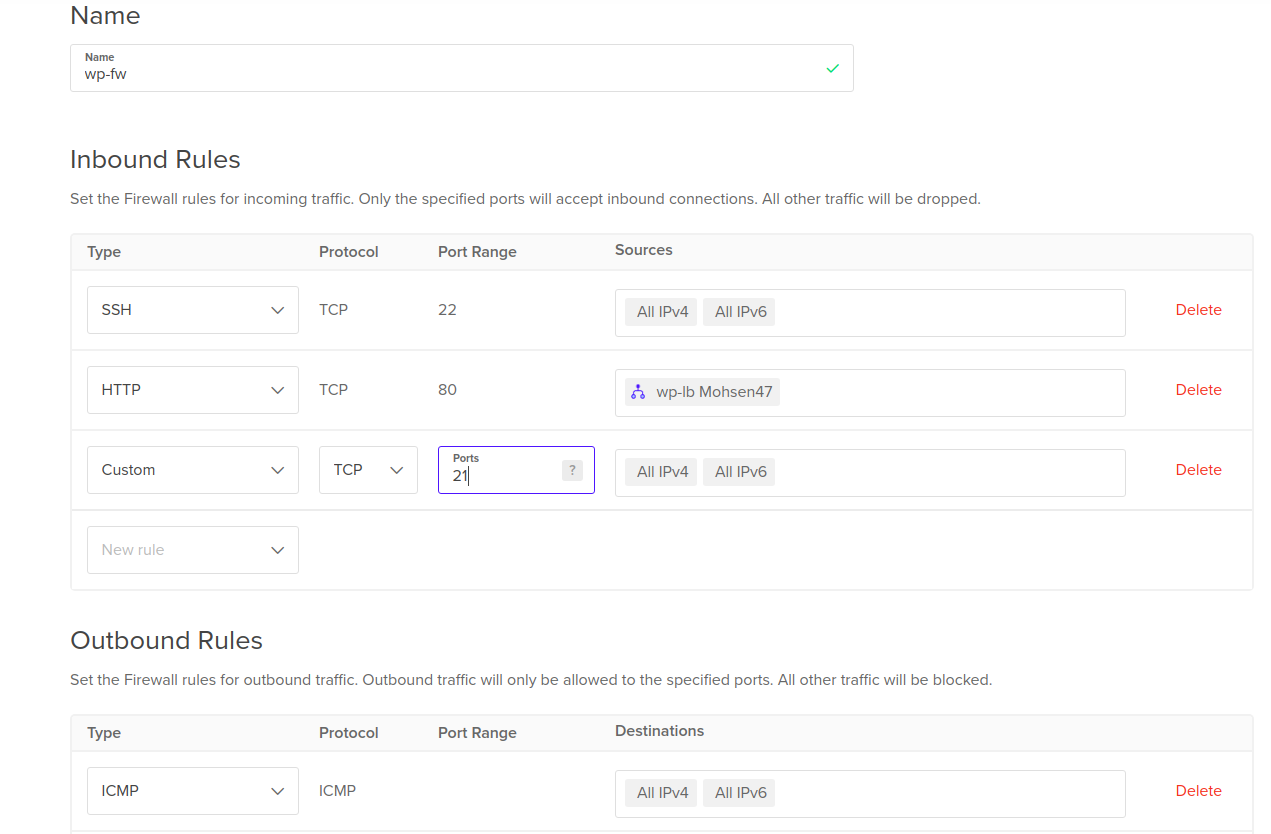 Name
Name
wp-fw
Inbound Rules
Set the Firewall rules for incoming traffic. Only the specified ports will accept inbound connections. All other traffic will be dropped.
Type Protocol Port Range Sources
SSH TCP 22 All IPv4 All IPv6 Delete
HTTP TCP 80 wp-lb Mohsen47 Delete
Ports
Custom TCP 21 ? All IPv4 All IPv6 Delete
New rule
Outbound Rules
Set the Firewall rules for outbound traffic. Outbound traffic will only be allowed to the specified ports. All other traffic will be blocked.
Type Protocol Port Range Destinations
ICMP ICMP All IPv4 All IPv6 Delete